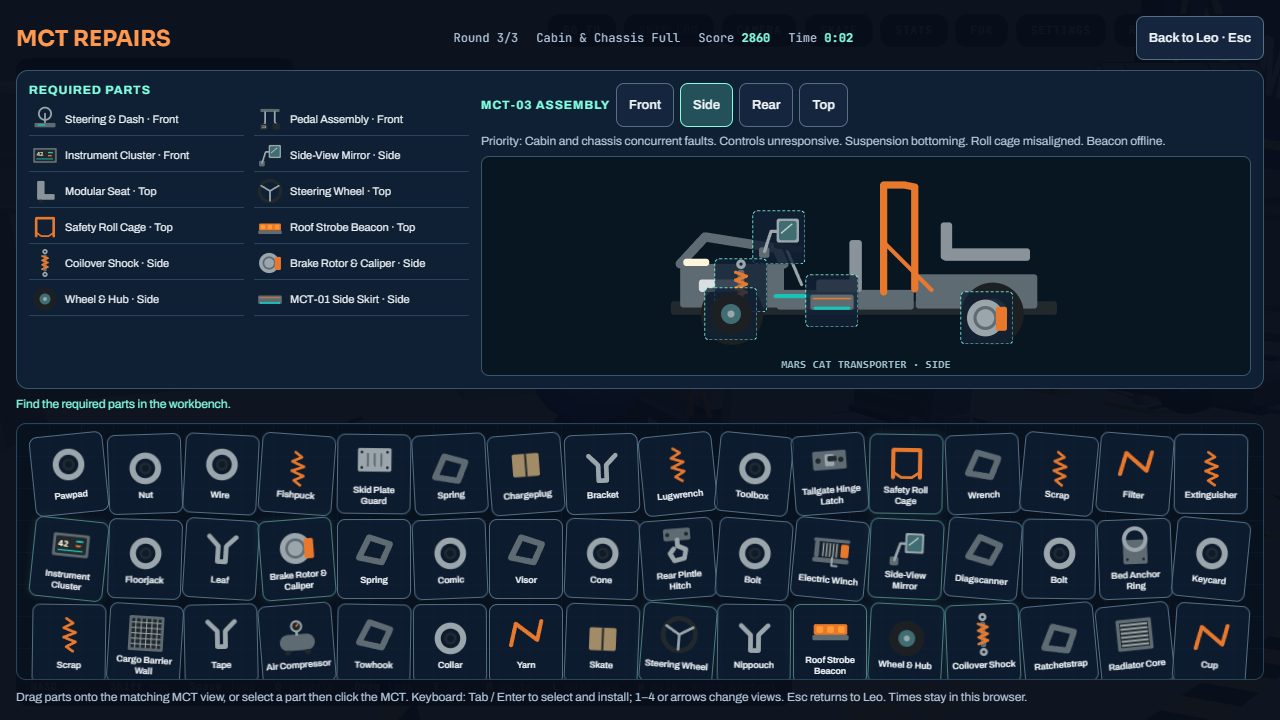 MCT REPAIRS
Round 3/3 Cabin & Chassis Full Score 2860 Time 0:02
STATS
SETTINGS
Back to Leo · Esc
REQUIRED PARTS
Steering & Dash · Front
Pedal Assembly · Front
Instrument Cluster · Front
Side-View Mirror · Side
Modular Seat · Top
Steering Wheel · Top
Safety Roll Cage · Top
Roof Strobe Beacon · Top
Coilover Shock · Side
Brake Rotor & Caliper · Side
Wheel & Hub · Side
MCT-01 Side Skirt · Side
MCT-03 ASSEMBLY
Front
Side
Rear
Top
Priority: Cabin and chassis concurrent faults. Controls unresponsive. Suspension bottoming. Roll cage misaligned. Beacon offline.
MARS CAT TRANSPORTER · SIDE
Find the required parts in the workbench.
Pawpad
Nut
Wire
Fishpuck
Skid Plate
Guard
Spring
Chargeplug
Bracket
Lugwrench
Toolbox
Tailgate Hinge
Latch
Safety Roll
Cage
Wrench
Scrap
Filter
Extinguisher
42
Instrument
Cluster
Floorjack
Leaf
Brake Rotor &
Caliper
Spring
Comic
Visor
Cone
Rear Pintle
Hitch
Bolt
Electric Winch
Side-View
Mirror
Diagscanner
Bolt
Bed Anchor
Ring
Keycard
Scrap
Cargo Barrier
Wall
Tape
Air Compressor
Towhook
Collar
Yarn
Skate
Steering Wheel
Nippouch
Roof Strobe
Beacon
Wheel & Hub
Coilover Shock
Ratchetstrap
Radiator Core
Cup
Drag parts onto the matching MCT view, or select a part then click the MCT. Keyboard: Tab / Enter to select and install; 1–4 or arrows change views. Esc returns to Leo. Times stay in this browser.